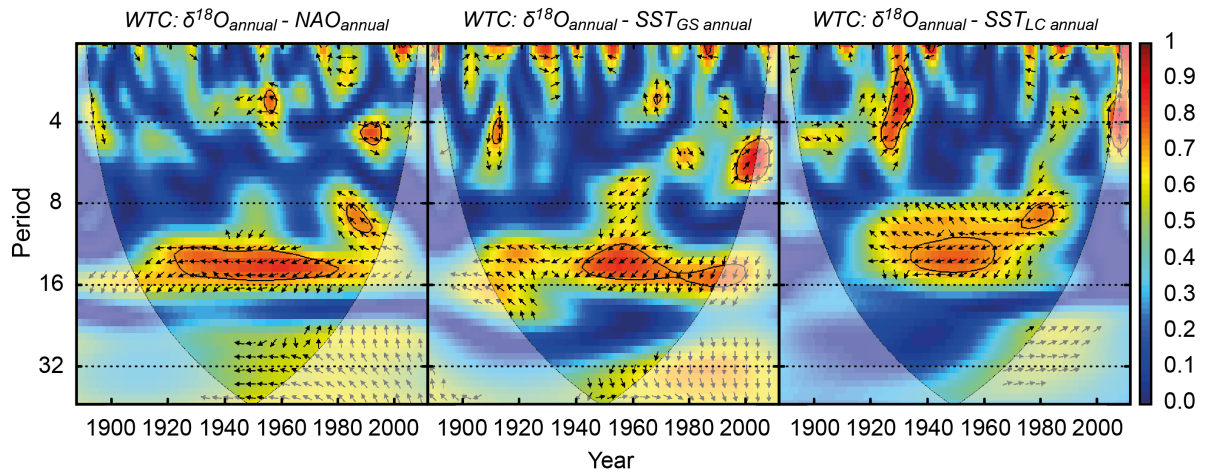 WTC: δ¹⁸Oannual - NAOannual
WTC: δ¹⁸Oannual - SSTGS annual
WTC: δ¹⁸Oannual - SSTLC annual
Period
4
8
16
32
1900 1920 1940 1960 1980 2000
1900 1920 1940 1960 1980 2000
1900 1920 1940 1960 1980 2000
Year
1
0.9
0.8
0.7
0.6
0.5
0.4
0.3
0.2
0.1
0.0